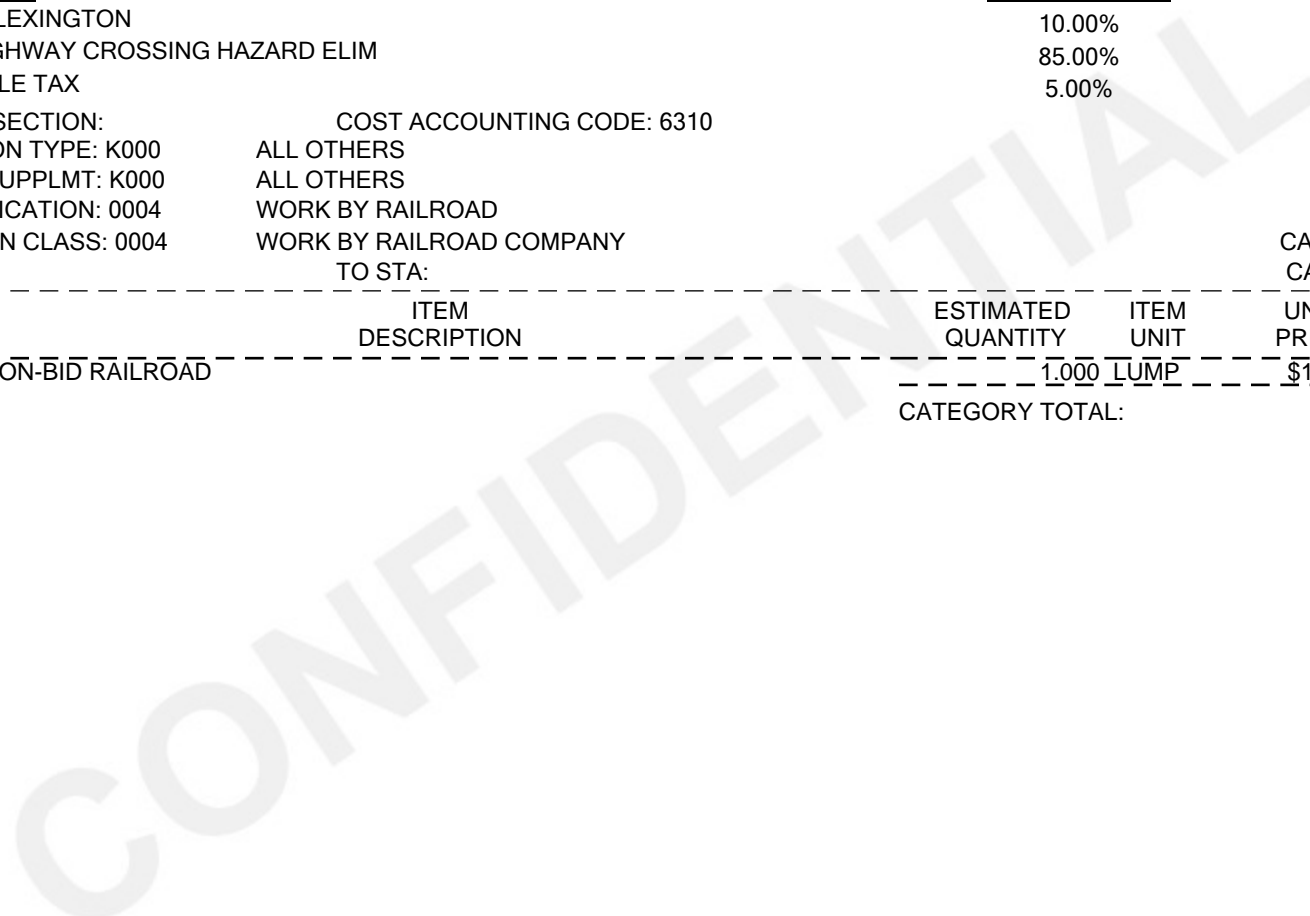 LEXINGTON 10.00%
GHWAY CROSSING HAZARD ELIM 85.00%
LE TAX 5.00%
SECTION: COST ACCOUNTING CODE: 6310
ON TYPE: K000 ALL OTHERS
UPPLMT: K000 ALL OTHERS
ICATION: 0004 WORK BY RAILROAD
N CLASS: 0004 WORK BY RAILROAD COMPANY CA
TO STA: CA
ITEM ESTIMATED ITEM UN
DESCRIPTION QUANTITY UNIT PR
ON-BID RAILROAD 1.000 LUMP $1
CATEGORY TOTAL:
CONFIDENTIAL